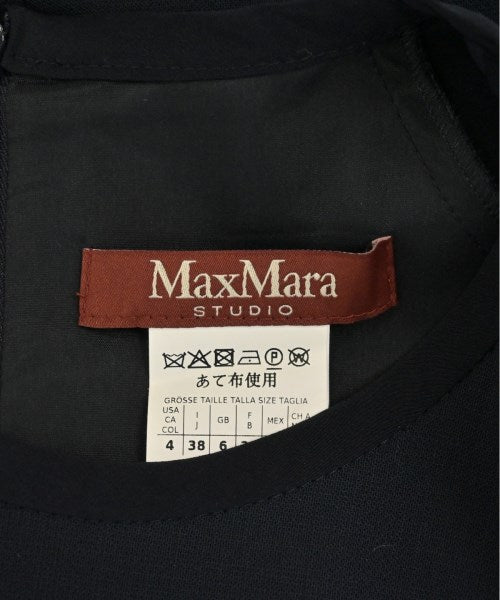 MaxMara
STUDIO
あて布使用
GRÖSSE TAILLE TALLA SIZE TAGLIA
USA CA COL
I J
GB
F B
MEX
CH A
4 38 6